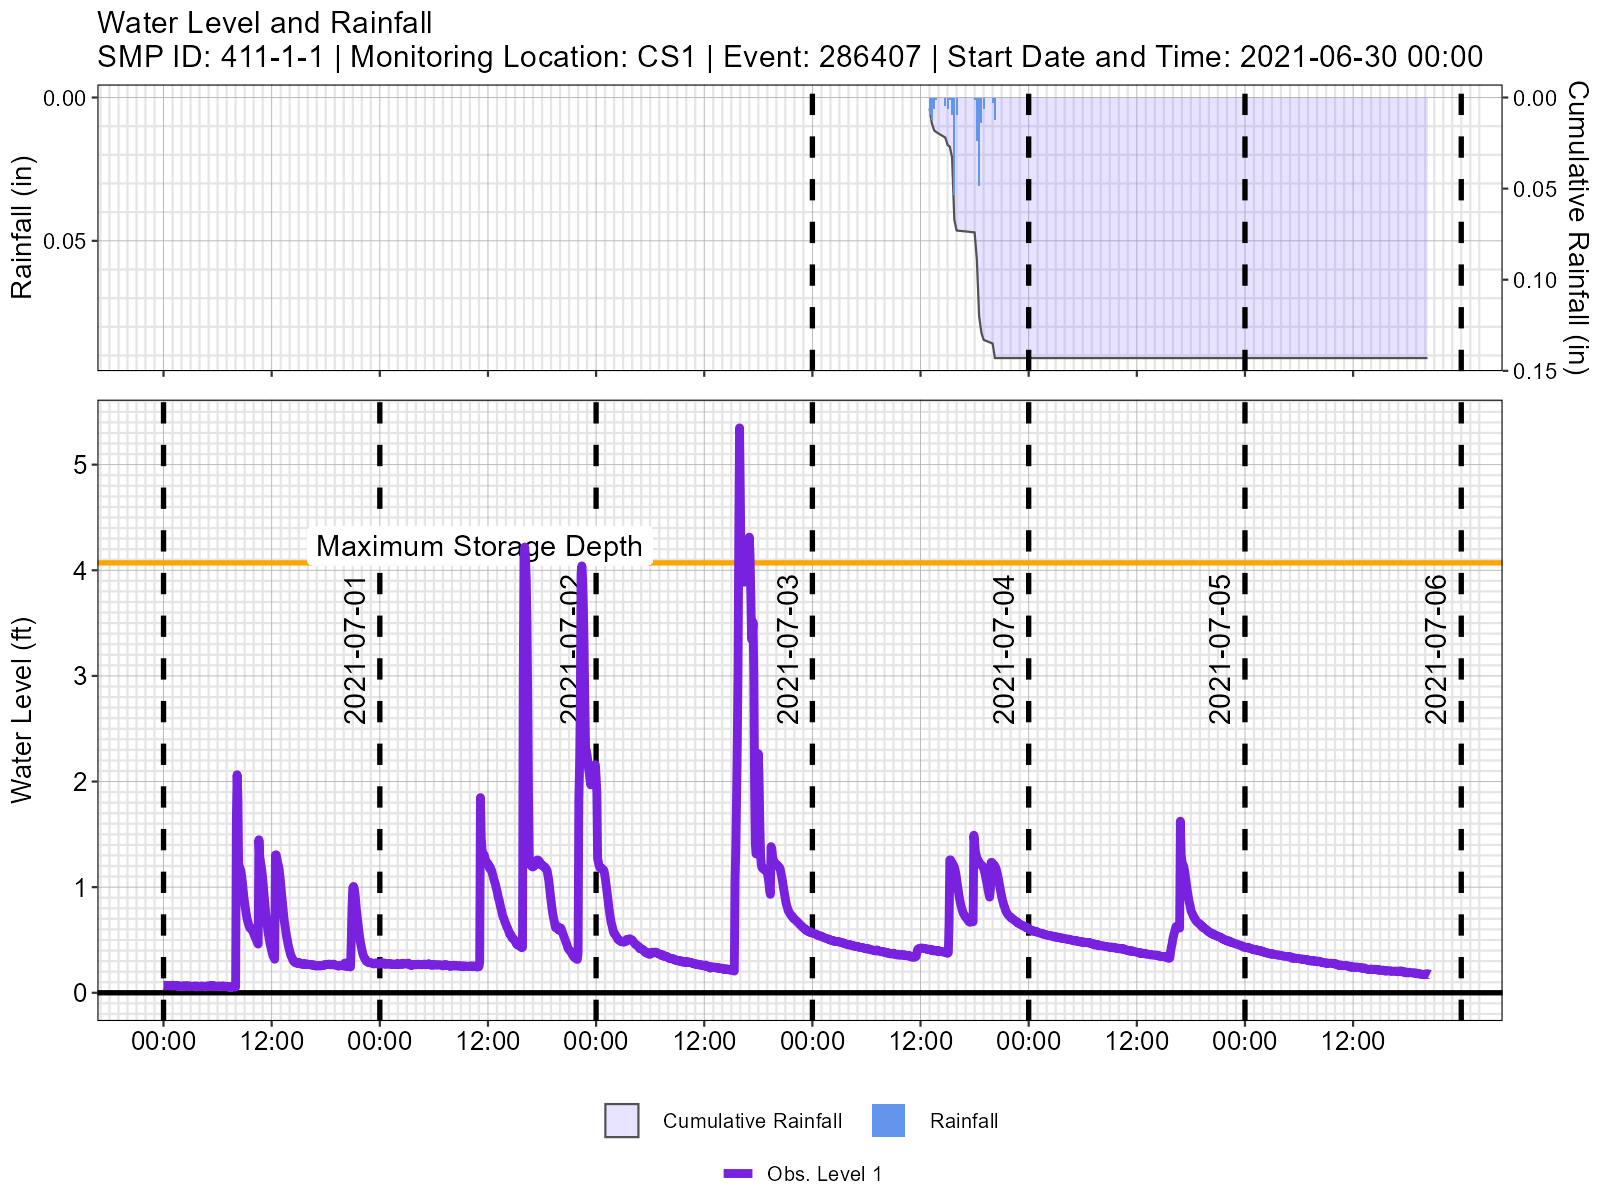 Water Level and Rainfall
SMP ID: 411-1-1 | Monitoring Location: CS1 | Event: 286407 | Start Date and Time: 2021-06-30 00:00
Rainfall (in)
0.00
0.05
0.00
0.05
0.10
0.15
Cumulative Rainfall (in)
Water Level (ft)
5
4
3
2
1
0
Maximum Storage Depth
2021-07-01
2021-07-02
2021-07-03
2021-07-04
2021-07-05
2021-07-06
00:00 12:00 00:00 12:00 00:00 12:00 00:00 12:00 00:00 12:00 00:00 12:00
Cumulative Rainfall Rainfall
Obs. Level 1